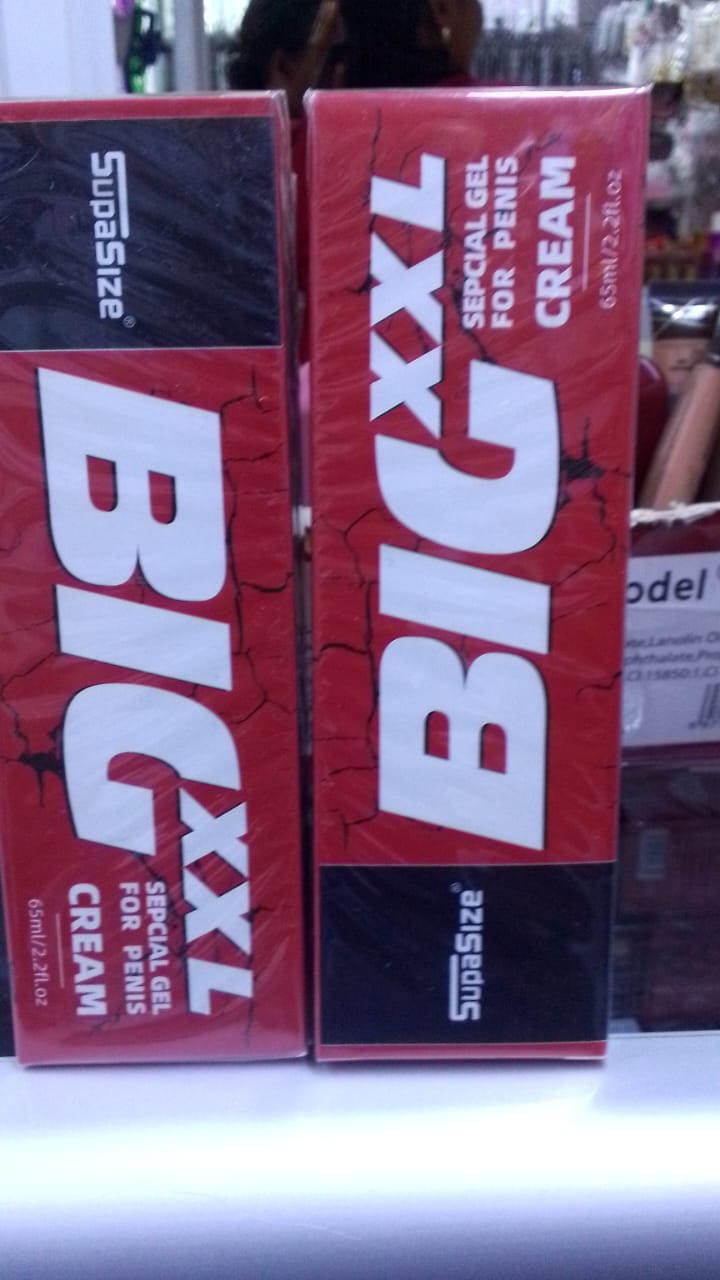 SupaSize®
BIG XXL
SEPCIAL GEL
FOR PENIS
CREAM
65ml/2.2fl.oz
SupaSize®
BIG XXL
SEPCIAL GEL
FOR PENIS
CREAM
65ml/2.2fl.oz
odel
Lanolin